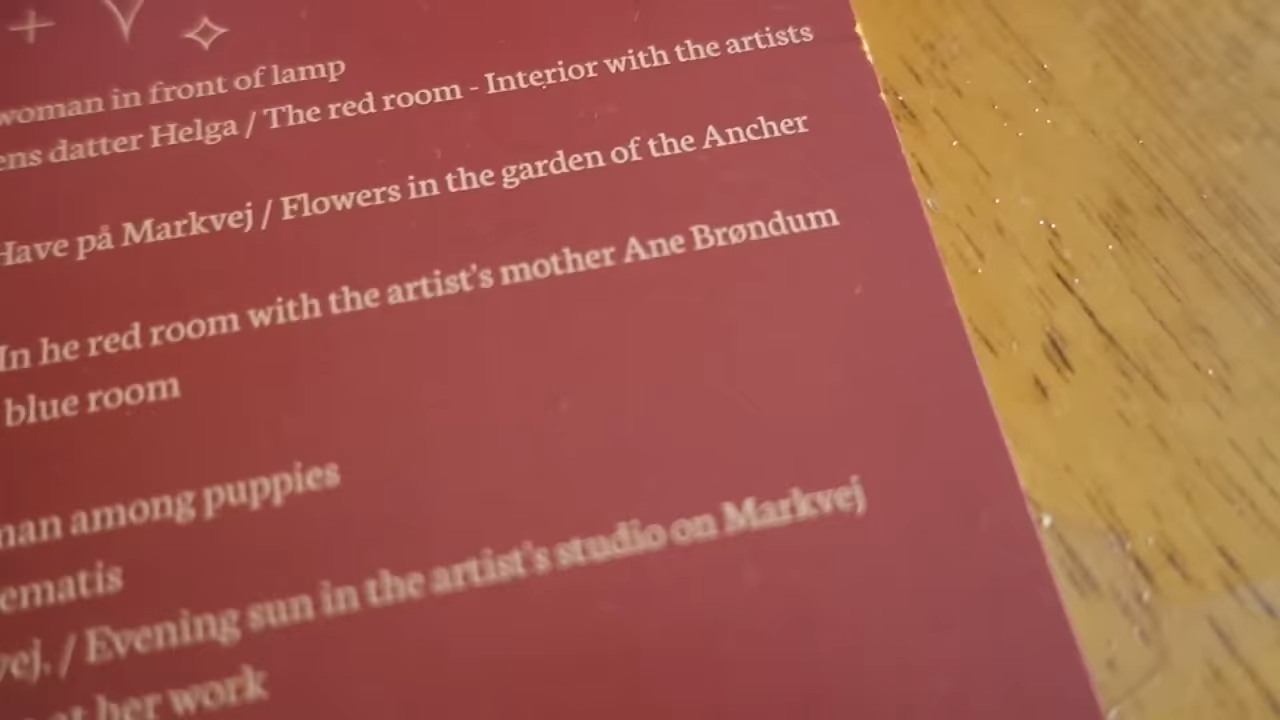 woman in front of lamp
ens datter Helga / The red room - Interior with the artists
Have på Markvej / Flowers in the garden of the Ancher
In he red room with the artist's mother Ane Brøndum
blue room
man among puppies
ematis
vej. / Evening sun in the artist's studio on Markvej
at her work